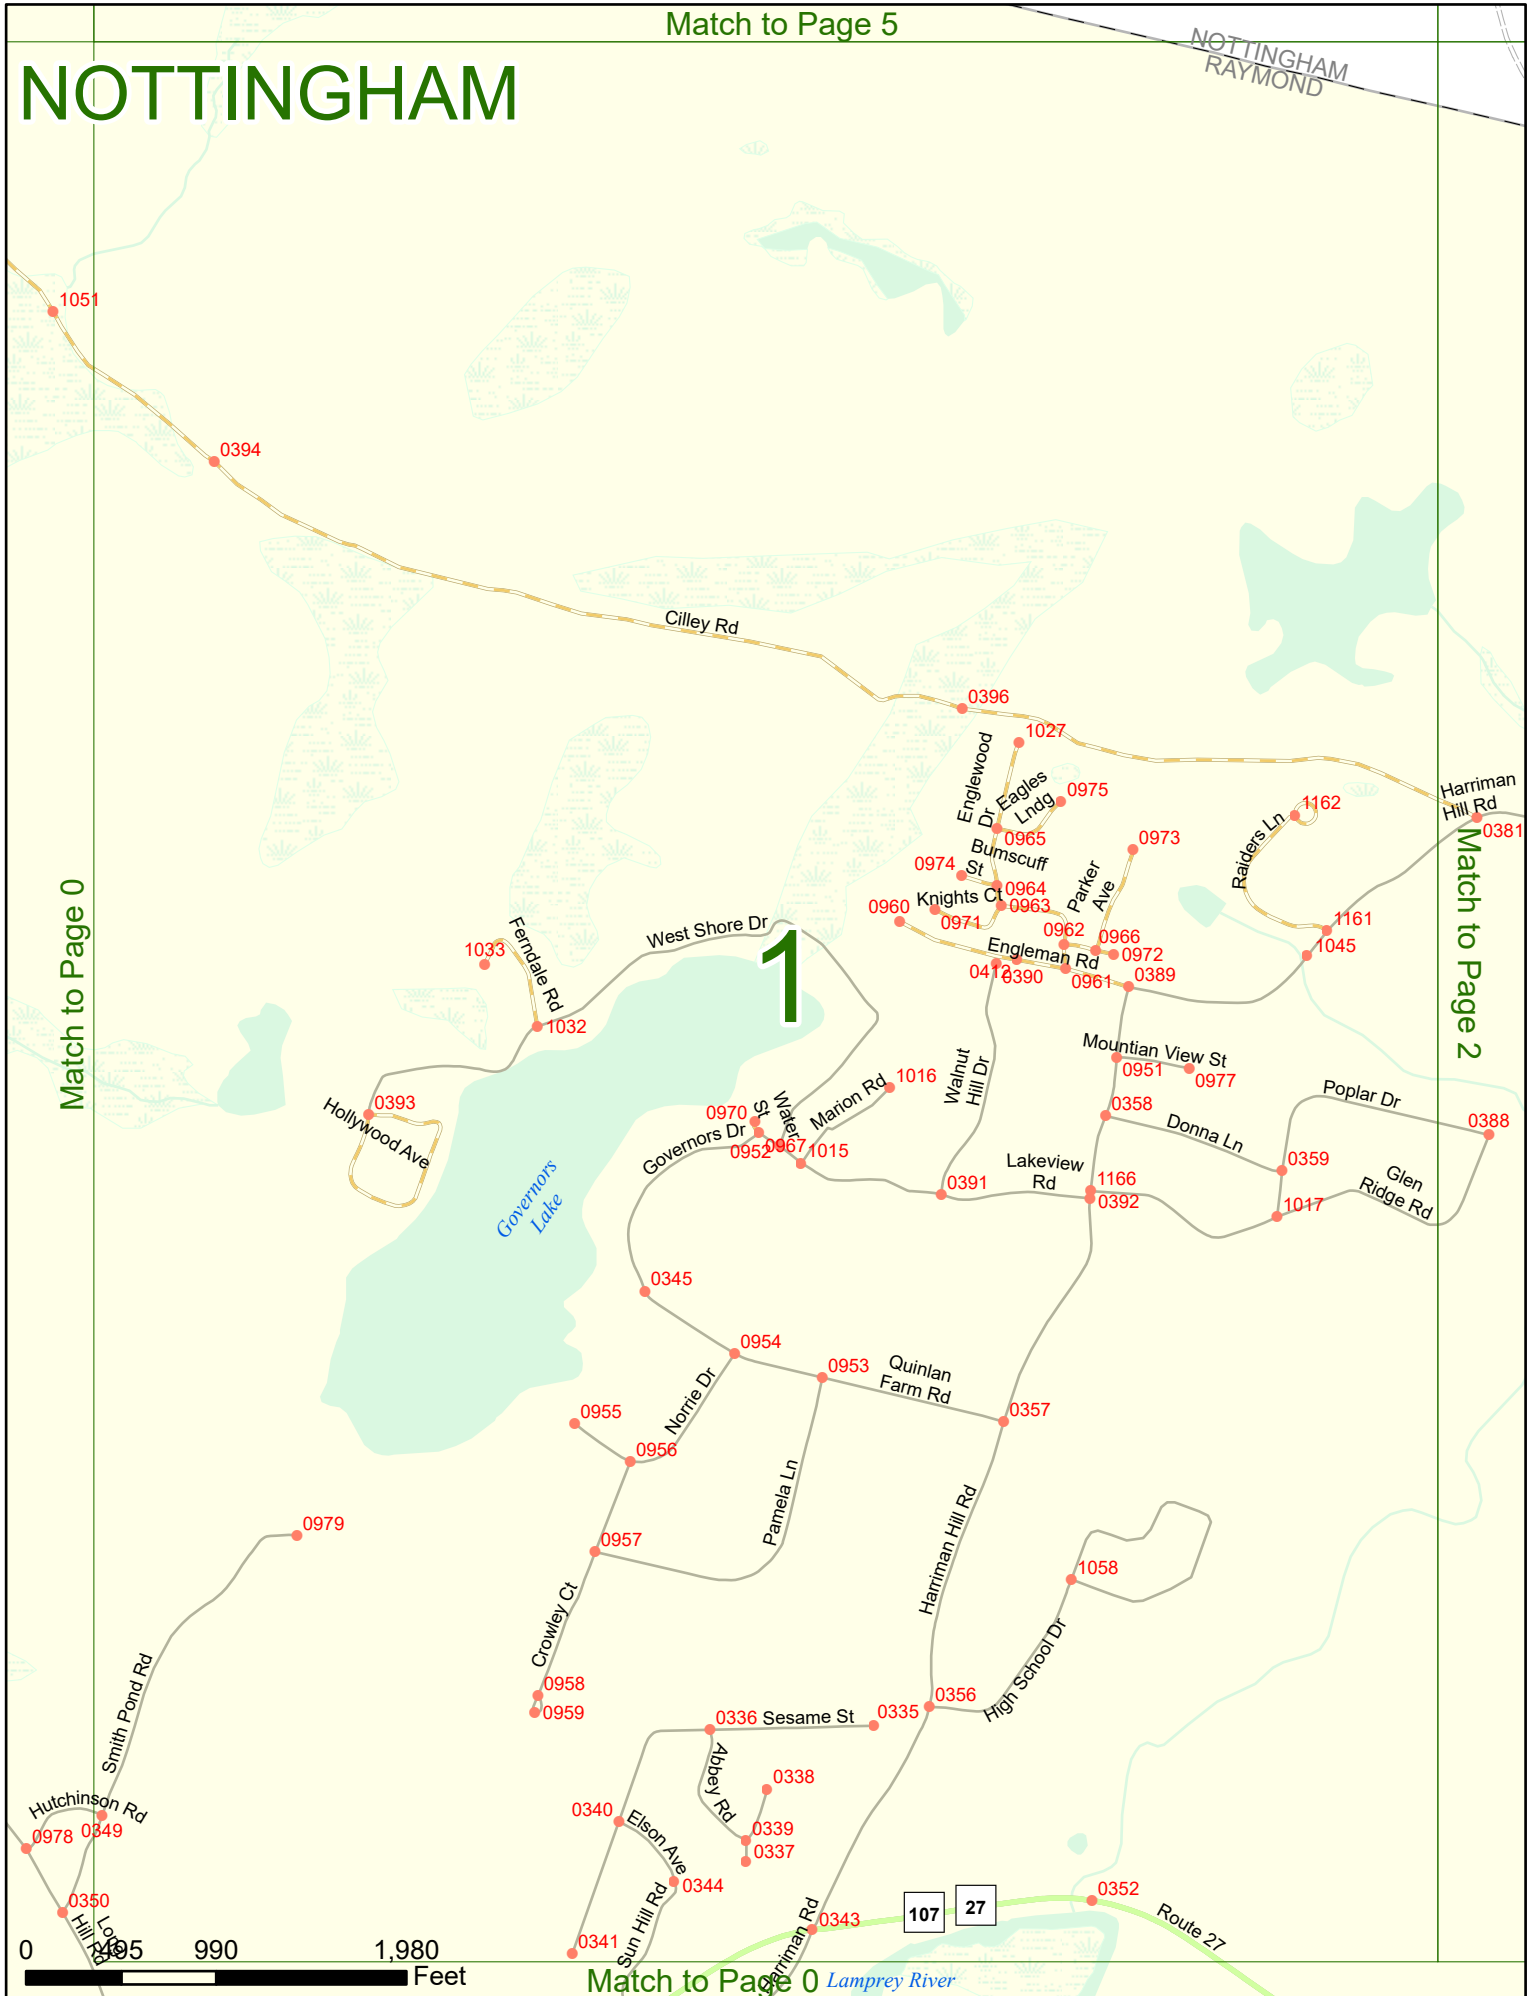 Match to Page 5
NOTTINGHAM
RAYMOND
NOTTINGHAM
1051
0394
Cilley Rd
0396
1027
Englewood
Dr
Eagles
Lndg
0975
0965
Harriman
Hill Rd
0381
1162
Raiders Ln
0973
Bumscuff
St
0974
0964
Parker
Ave
Knights Ct
0963
0960
0971
0962
0966
0972
1161
1045
Engleman Rd
0412
0390
0961
0389
Match to Page 0
Match to Page 2
West Shore Dr
1
1033
Ferndale Rd
1032
Mountian View St
0951
0977
Walnut
Hill Dr
1016
Marion Rd
Poplar Dr
0388
0393
Hollywood Ave
0970
Water
St
0358
Donna Ln
Governors Dr
0952
0967
1015
0359
Lakeview
Rd
1166
0392
0391
Glen
Ridge Rd
1017
Governors
Lake
0345
0954
0953
Quinlan
Farm Rd
0357
Norrie Dr
0955
0956
Pamela Ln
Harriman Hill Rd
0979
0957
1058
Crowley Ct
High School Dr
Smith Pond Rd
0958
0959
0336
Sesame St
0335
0356
Abbey Rd
0338
Hutchinson Rd
0349
0978
0340
Elson Ave
0339
0337
0344
0350
Long
Hill Rd
0352
Route 27
107
27
0343
Sun Hill Rd
Harriman Rd
0341
0 495 990 1,980
Feet
Match to Page 0
Lamprey River